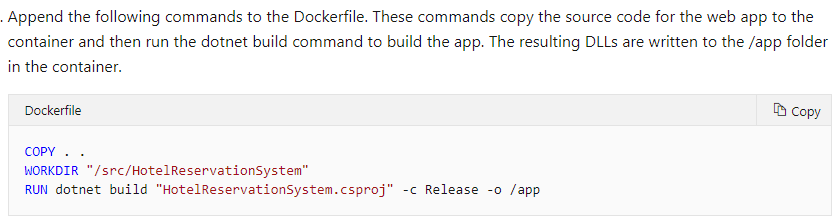 . Append the following commands to the Dockerfile. These commands copy the source code for the web app to the
container and then run the dotnet build command to build the app. The resulting DLLs are written to the /app folder
in the container.
Dockerfile
Copy
COPY . .
WORKDIR "/src/HotelReservationSystem"
RUN dotnet build "HotelReservationSystem.csproj" -c Release -o /app